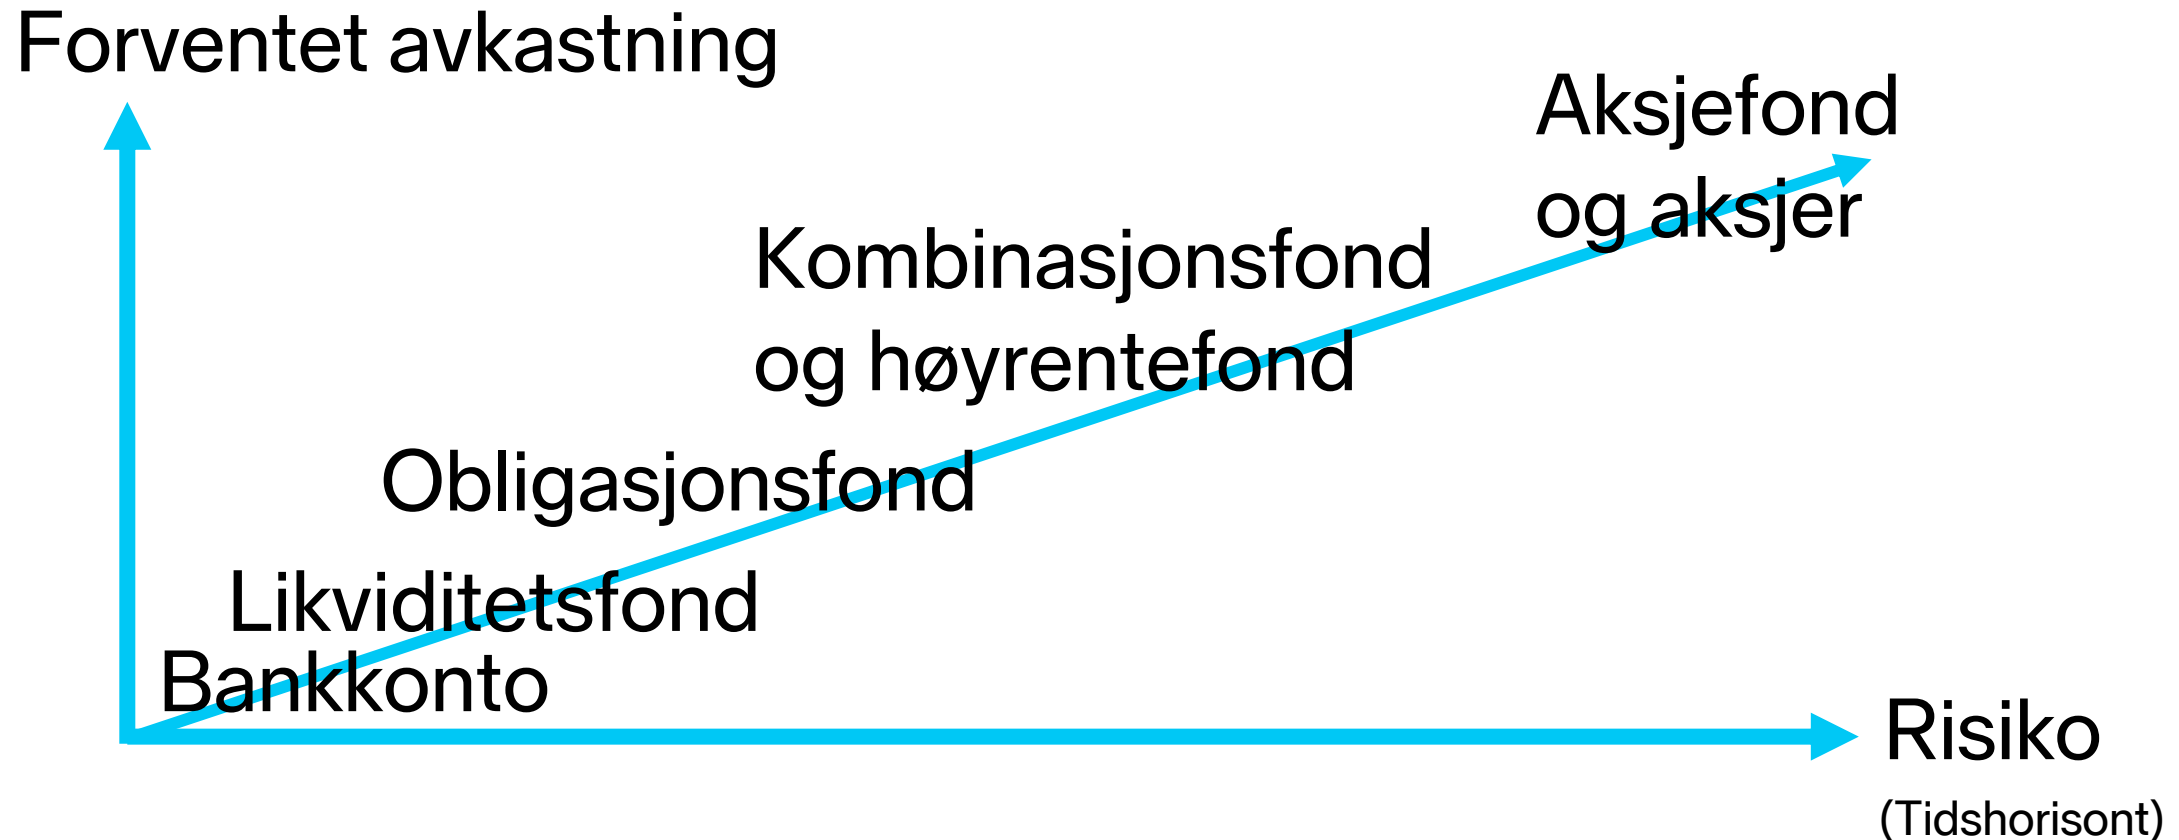 Forventet avkastning
Aksjefond
og aksjer
Kombinasjonsfond
og høyrentefond
Obligasjonsfond
Likviditetsfond
Bankkonto
Risiko
(Tidshorisont)